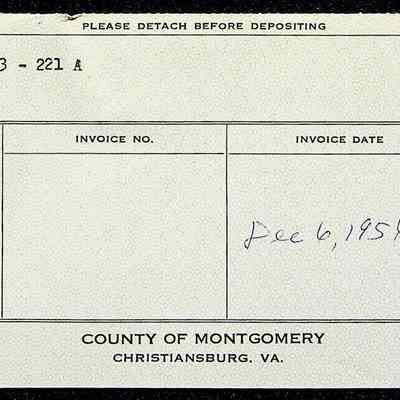 PLEASE DETACH BEFORE DEPOSITING
3 - 221 A
INVOICE NO.
INVOICE DATE
Dec 6, 195
COUNTY OF MONTGOMERY
CHRISTIANSBURG, VA.